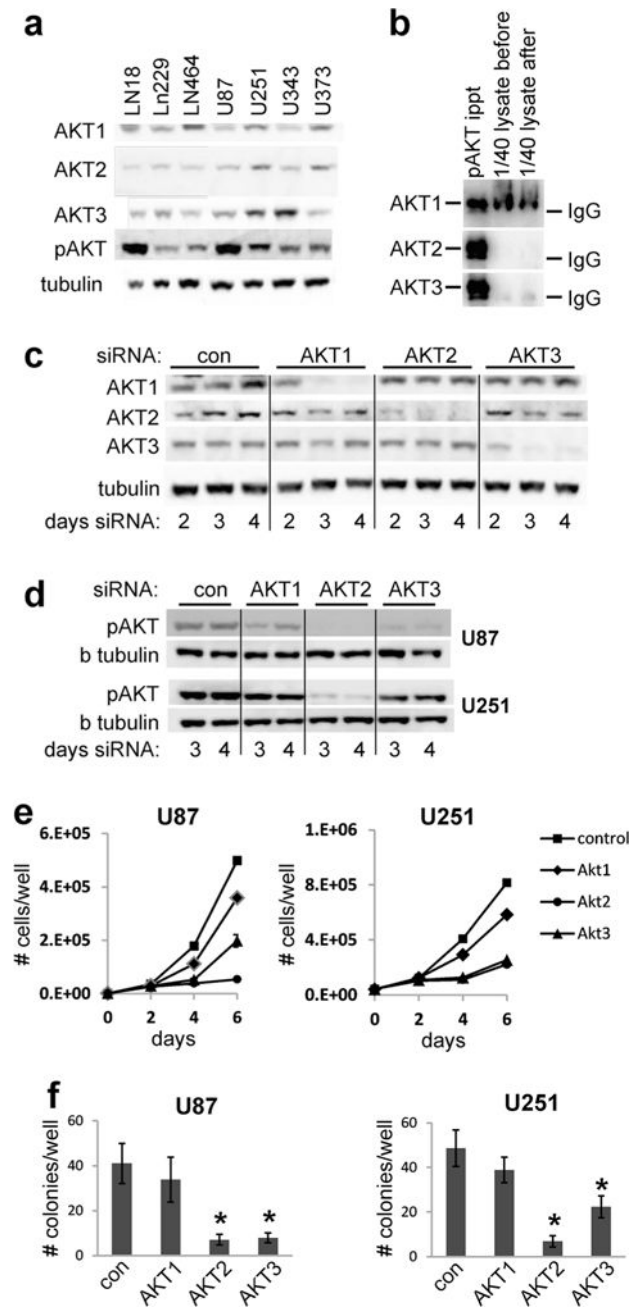 a
LN18 Ln229 LN464 U87 U251 U343 U373
AKT1
AKT2
AKT3
pAKT
tubulin
b
pAKT ippt 1/40 lysate before 1/40 lysate after
AKT1 IgG
AKT2 IgG
AKT3 IgG
c
siRNA: con AKT1 AKT2 AKT3
AKT1
AKT2
AKT3
tubulin
days siRNA: 2 3 4 2 3 4 2 3 4 2 3 4
d
siRNA: con AKT1 AKT2 AKT3
pAKT
b tubulin
U87
pAKT
b tubulin
U251
days siRNA: 3 4 3 4 3 4 3 4
e
U87
# cells/well
6.E+05
4.E+05
2.E+05
0.E+00
0 2 4 6
days
U251
# cells/well
1.E+06
8.E+05
4.E+05
0.E+00
0 2 4 6
days
control
Akt1
Akt2
Akt3
f
U87
# colonies/well
60
40
20
0
* *
con AKT1 AKT2 AKT3
U251
# colonies/well
60
40
20
0
* *
con AKT1 AKT2 AKT3